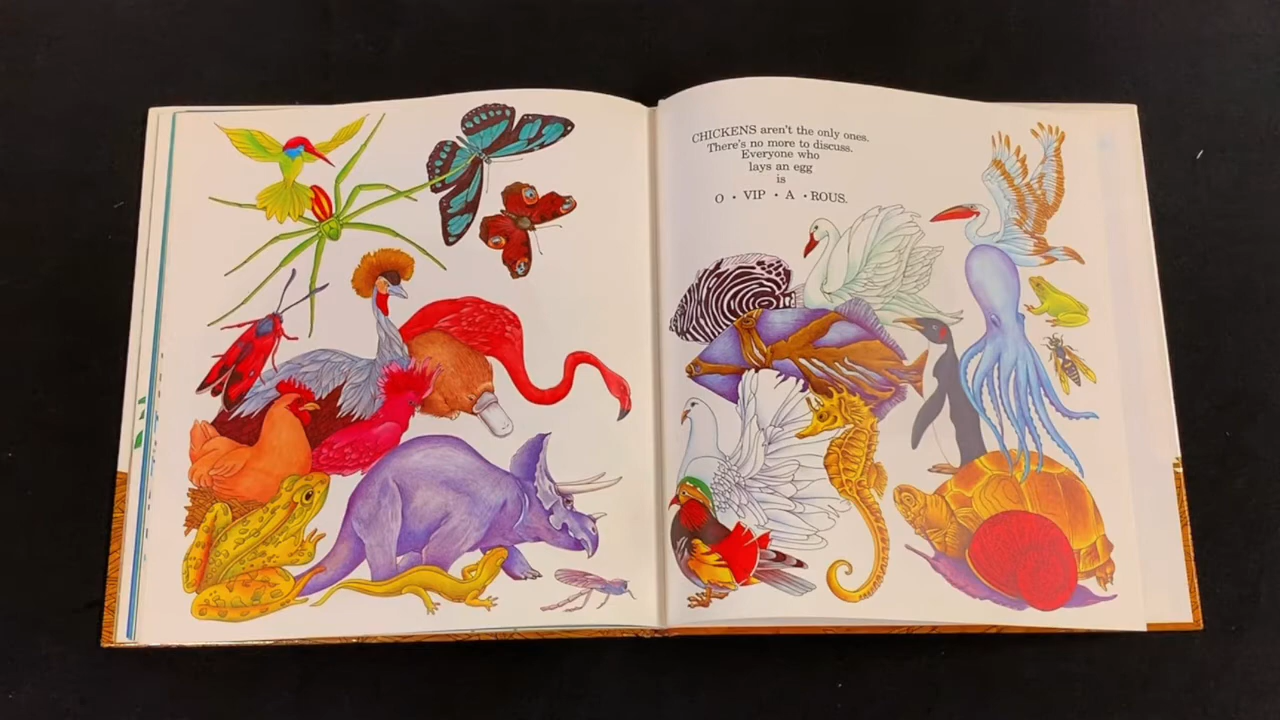 CHICKENS aren't the only ones.
There's no more to discuss.
Everyone who
lays an egg
is
O • VIP • A • ROUS.